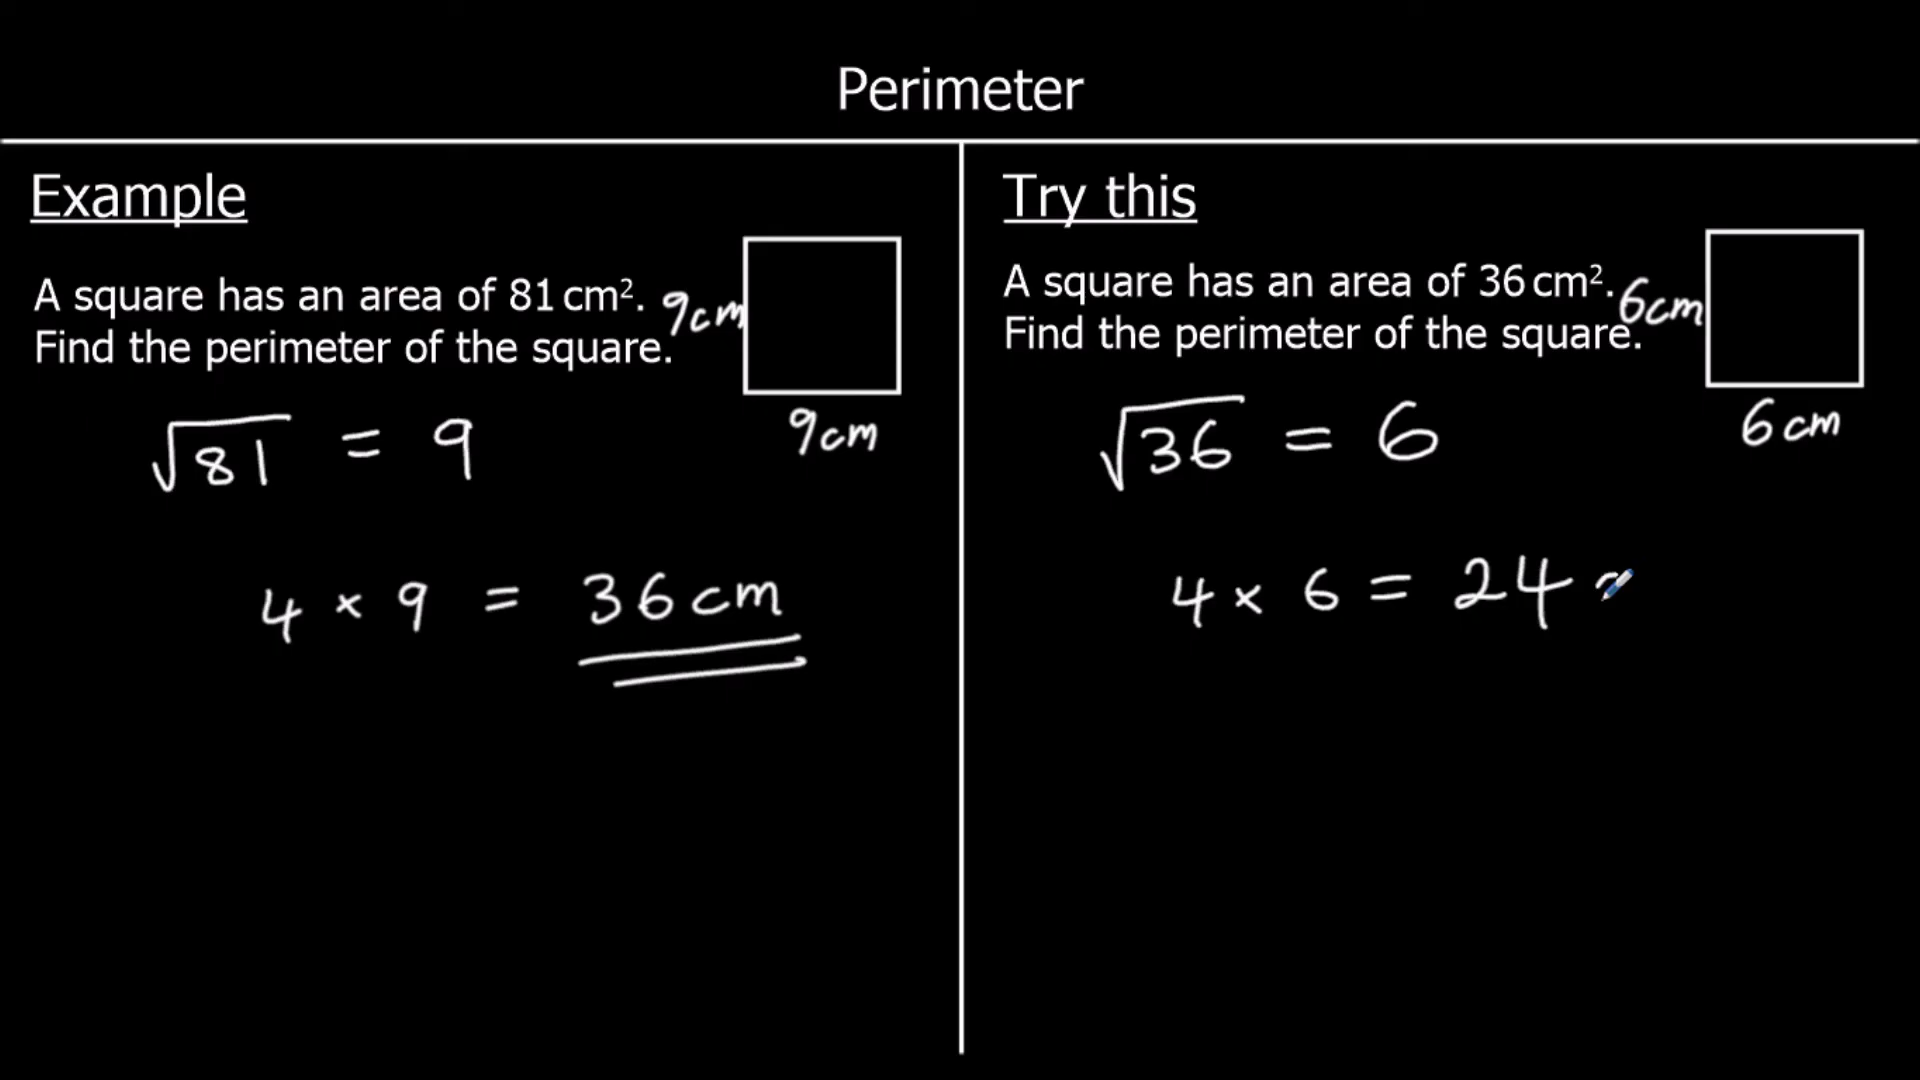 Perimeter
Example
A square has an area of 81 cm².
Find the perimeter of the square.
9cm
9cm
√81 = 9
4 × 9 = 36cm
Try this
A square has an area of 36 cm².
Find the perimeter of the square.
6cm
6cm
√36 = 6
4 × 6 = 24